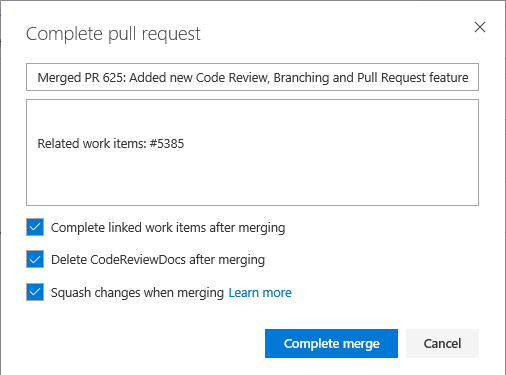 Complete pull request
Merged PR 625: Added new Code Review, Branching and Pull Request feature
Related work items: #5385
Complete linked work items after merging
Delete CodeReviewDocs after merging
Squash changes when merging Learn more
Complete merge Cancel